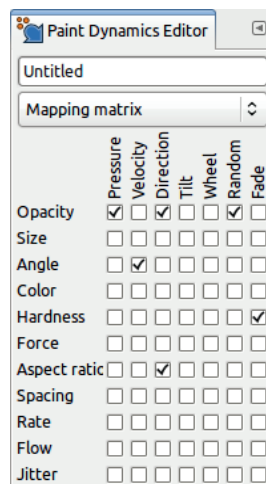 Paint Dynamics Editor
Untitled
Mapping matrix
Pressure Velocity Direction Tilt Wheel Random Fade
Opacity
Size
Angle
Color
Hardness
Force
Aspect ratic
Spacing
Rate
Flow
Jitter